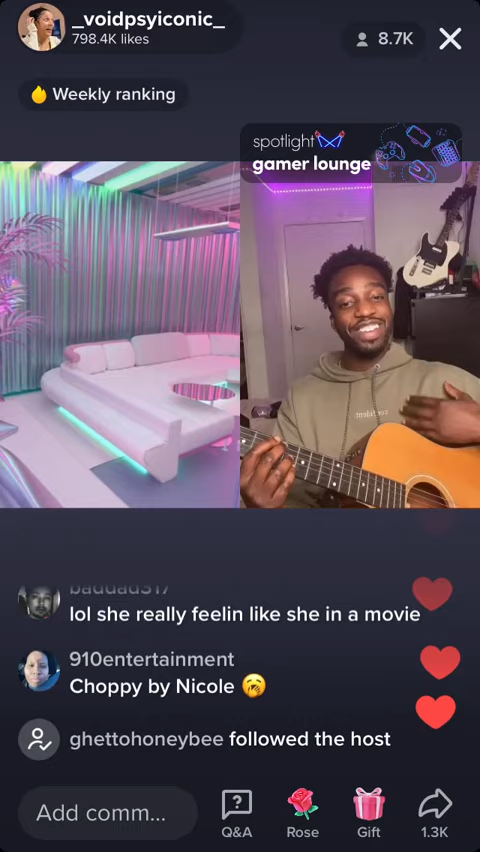 _voidpsyiconic_
798.4K likes
8.7K
Weekly ranking
spotlight
gamer lounge
baddad317
lol she really feelin like she in a movie
910entertainment
Choppy by Nicole 🥱
ghettohoneybee followed the host
Add comm...
Q&A
Rose
Gift
1.3K